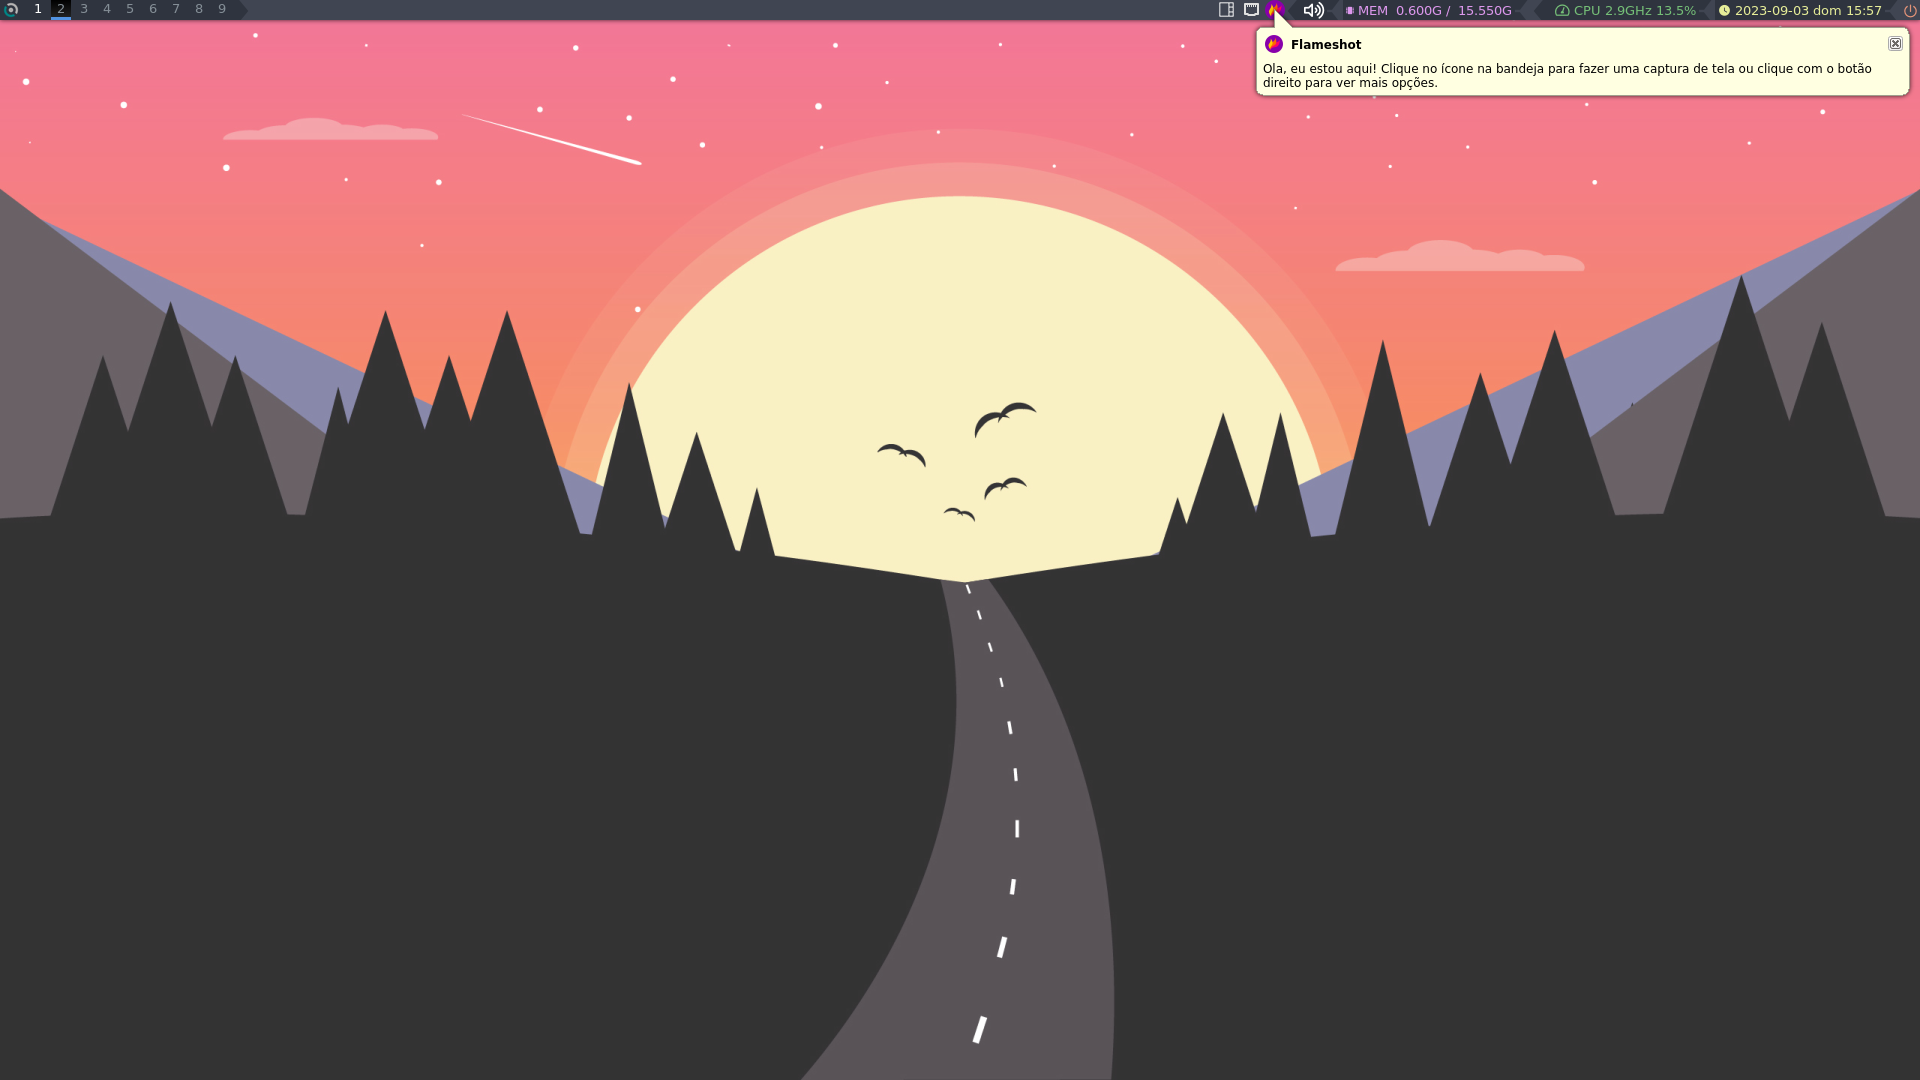 1 2 3 4 5 6 7 8 9
MEM 0.600G / 15.550G
CPU 2.9GHz 13.5%
2023-09-03 dom 15:57
Flameshot
Ola, eu estou aqui! Clique no ícone na bandeja para fazer uma captura de tela ou clique com o botão
direito para ver mais opções.